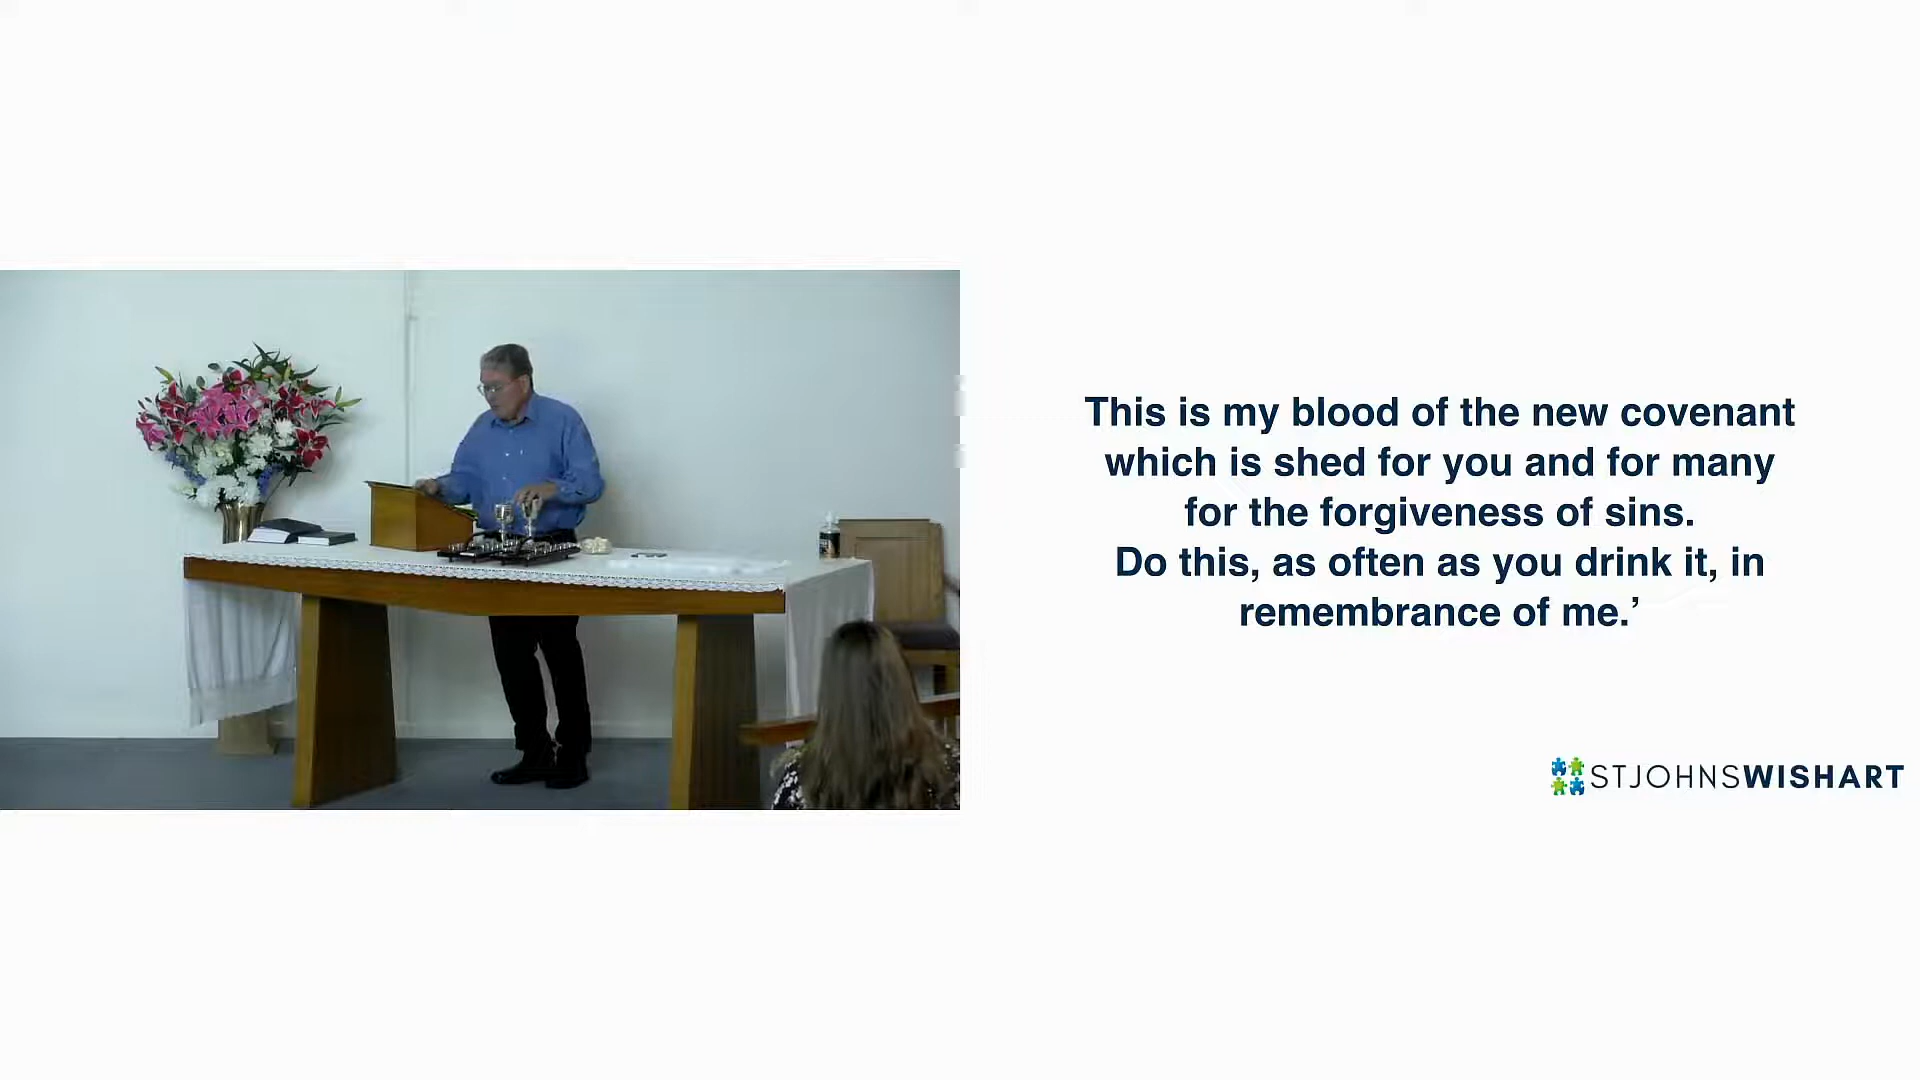 This is my blood of the new covenant
which is shed for you and for many
for the forgiveness of sins.
Do this, as often as you drink it, in
remembrance of me.’
STJOHNSWISHART